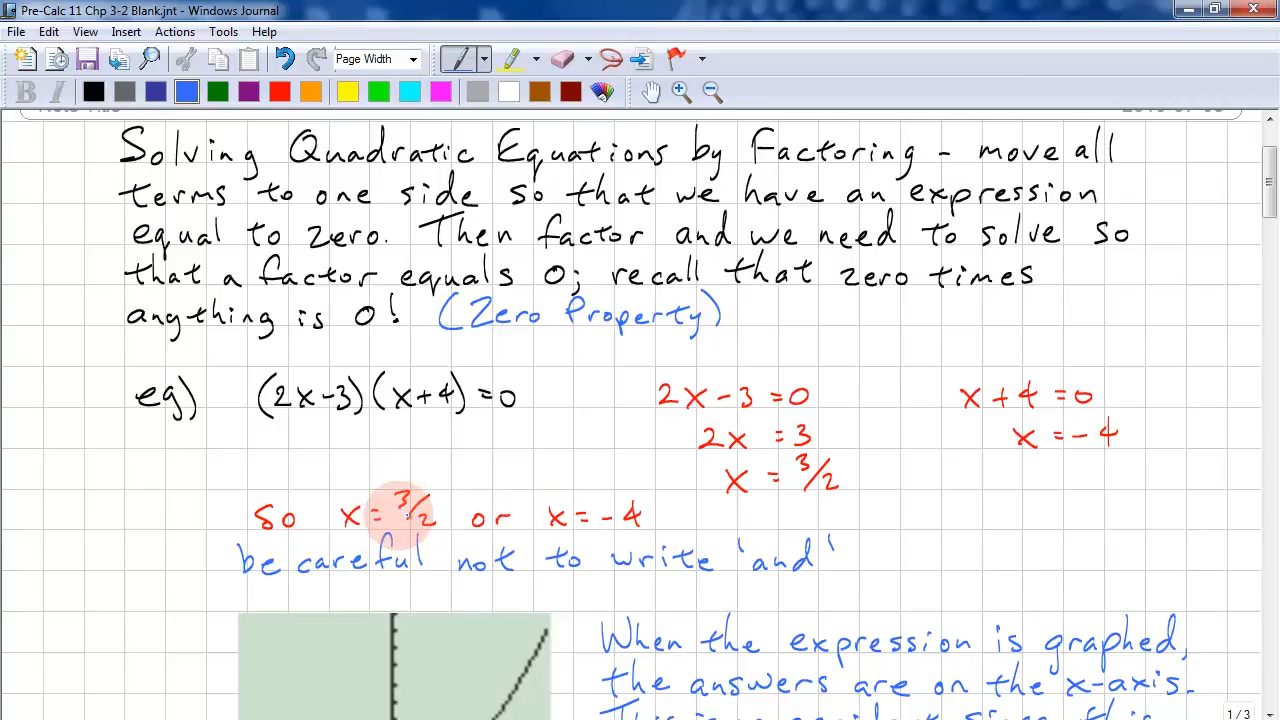 Pre-Calc 11 Chp 3-2 Blank.jnt - Windows Journal
File Edit View Insert Actions Tools Help
Page Width
B I
Solving Quadratic Equations by Factoring - move all
terms to one side so that we have an expression
equal to zero. Then factor and we need to solve so
that a factor equals 0; recall that zero times
anything is 0! (Zero Property)
eg) (2x-3)(x+4)=0
2x-3=0
2x=3
x=3/2
x+4=0
x=-4
So x=3/2 or x=-4
be careful not to write 'and'
When the expression is graphed,
the answers are on the x-axis.
1/3